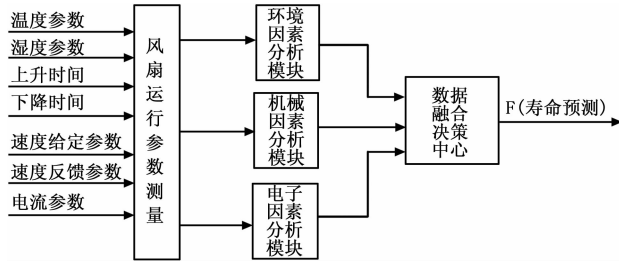 温度参数
湿度参数
上升时间
下降时间
速度给定参数
速度反馈参数
电流参数
风扇运行参数测量
环境
因素
分析
模块
机械
因素
分析
模块
电子
因素
分析
模块
数据
融合
决策
中心
F(寿命预测)